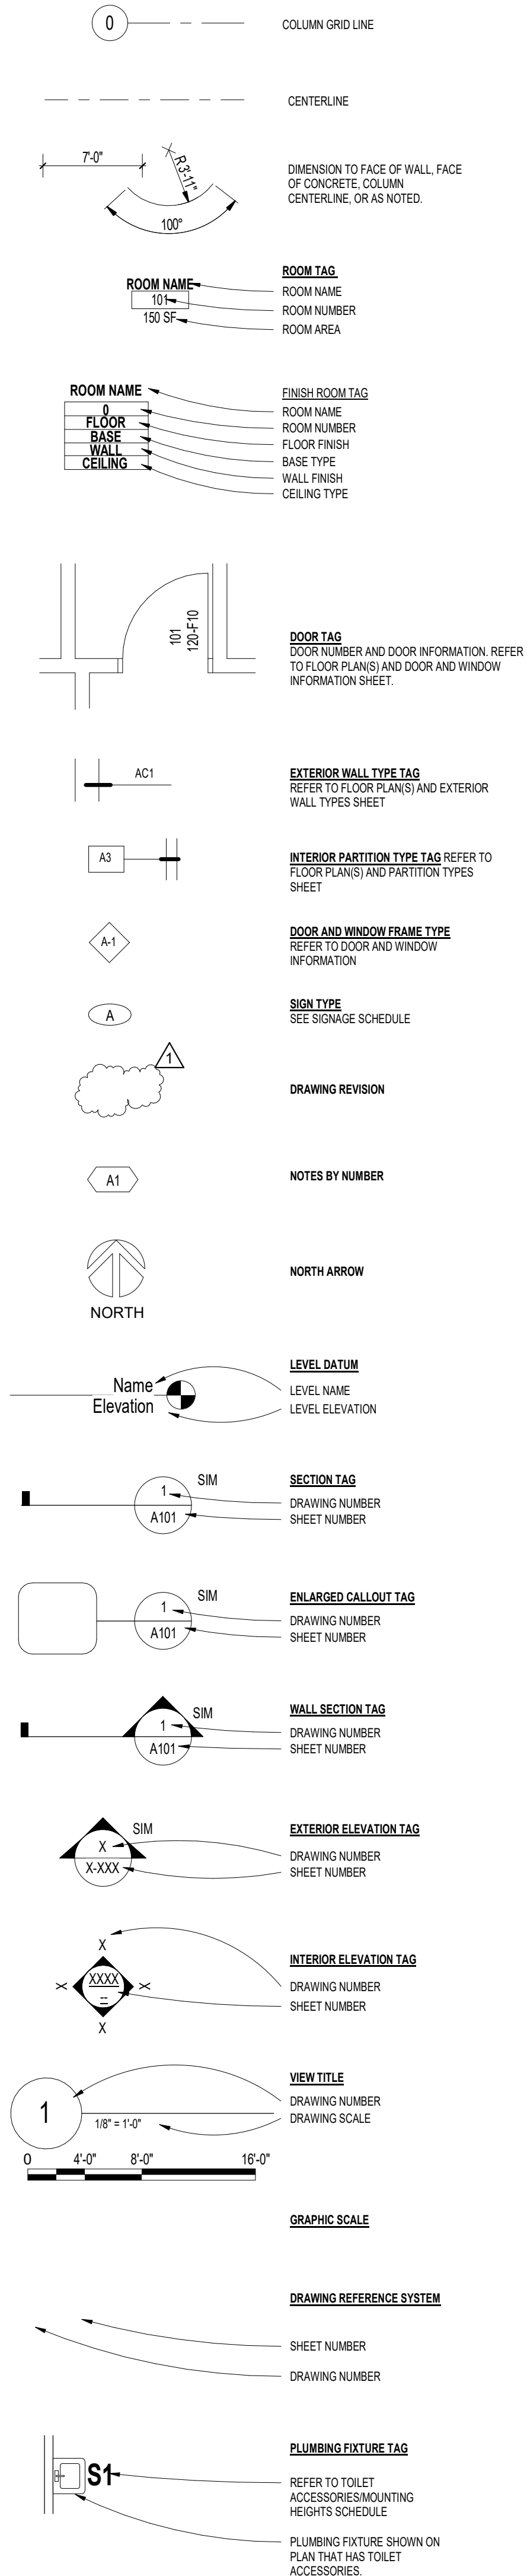 0
COLUMN GRID LINE
CENTERLINE
7'-0"
R 3'-11"
100°
DIMENSION TO FACE OF WALL, FACE
OF CONCRETE, COLUMN
CENTERLINE, OR AS NOTED.
ROOM NAME
101
150 SF
ROOM TAG
ROOM NAME
ROOM NUMBER
ROOM AREA
ROOM NAME
0
FLOOR
BASE
WALL
CEILING
FINISH ROOM TAG
ROOM NAME
ROOM NUMBER
FLOOR FINISH
BASE TYPE
WALL FINISH
CEILING TYPE
101
120-F10
DOOR TAG
DOOR NUMBER AND DOOR INFORMATION. REFER
TO FLOOR PLAN(S) AND DOOR AND WINDOW
INFORMATION SHEET.
AC1
EXTERIOR WALL TYPE TAG
REFER TO FLOOR PLAN(S) AND EXTERIOR
WALL TYPES SHEET
A3
INTERIOR PARTITION TYPE TAG REFER TO
FLOOR PLAN(S) AND PARTITION TYPES
SHEET
A-1
DOOR AND WINDOW FRAME TYPE
REFER TO DOOR AND WINDOW
INFORMATION
A
SIGN TYPE
SEE SIGNAGE SCHEDULE
1
DRAWING REVISION
A1
NOTES BY NUMBER
NORTH
NORTH ARROW
Name
Elevation
LEVEL DATUM
LEVEL NAME
LEVEL ELEVATION
1
A101
SIM
SECTION TAG
DRAWING NUMBER
SHEET NUMBER
1
A101
SIM
ENLARGED CALLOUT TAG
DRAWING NUMBER
SHEET NUMBER
1
A101
SIM
WALL SECTION TAG
DRAWING NUMBER
SHEET NUMBER
X
X-XXX
SIM
EXTERIOR ELEVATION TAG
DRAWING NUMBER
SHEET NUMBER
X
X
XXXX
--
X
X
INTERIOR ELEVATION TAG
DRAWING NUMBER
SHEET NUMBER
1
1/8" = 1'-0"
VIEW TITLE
DRAWING NUMBER
DRAWING SCALE
0 4'-0" 8'-0" 16'-0"
GRAPHIC SCALE
DRAWING REFERENCE SYSTEM
SHEET NUMBER
DRAWING NUMBER
S1
PLUMBING FIXTURE TAG
REFER TO TOILET
ACCESSORIES/MOUNTING
HEIGHTS SCHEDULE
PLUMBING FIXTURE SHOWN ON
PLAN THAT HAS TOILET
ACCESSORIES.